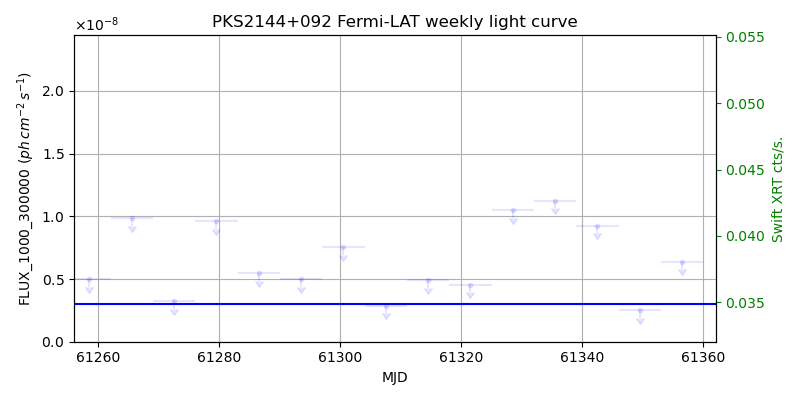 PKS2144+092 Fermi-LAT weekly light curve
×10⁻⁸
FLUX_1000_300000 (ph cm⁻² s⁻¹)
2.0
1.5
1.0
0.5
0.0
0.055
0.050
0.045
0.040
0.035
Swift XRT cts/s.
61260 61280 61300 61320 61340 61360
MJD